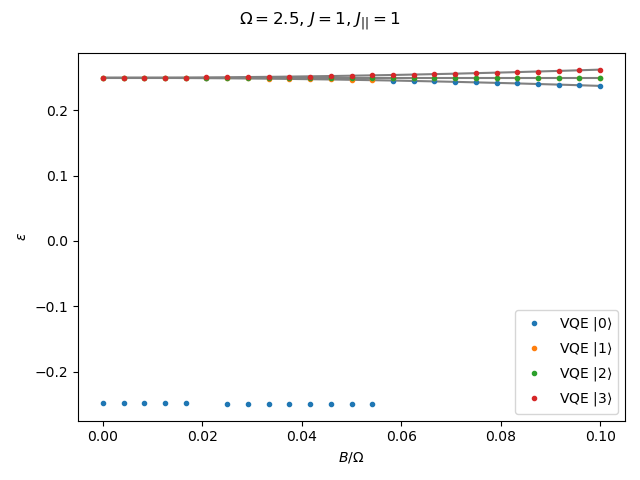 Ω = 2.5, J = 1, J_{||} = 1
0.2
0.1
0.0
−0.1
−0.2
ε
0.00 0.02 0.04 0.06 0.08 0.10
B/Ω
VQE |0⟩
VQE |1⟩
VQE |2⟩
VQE |3⟩